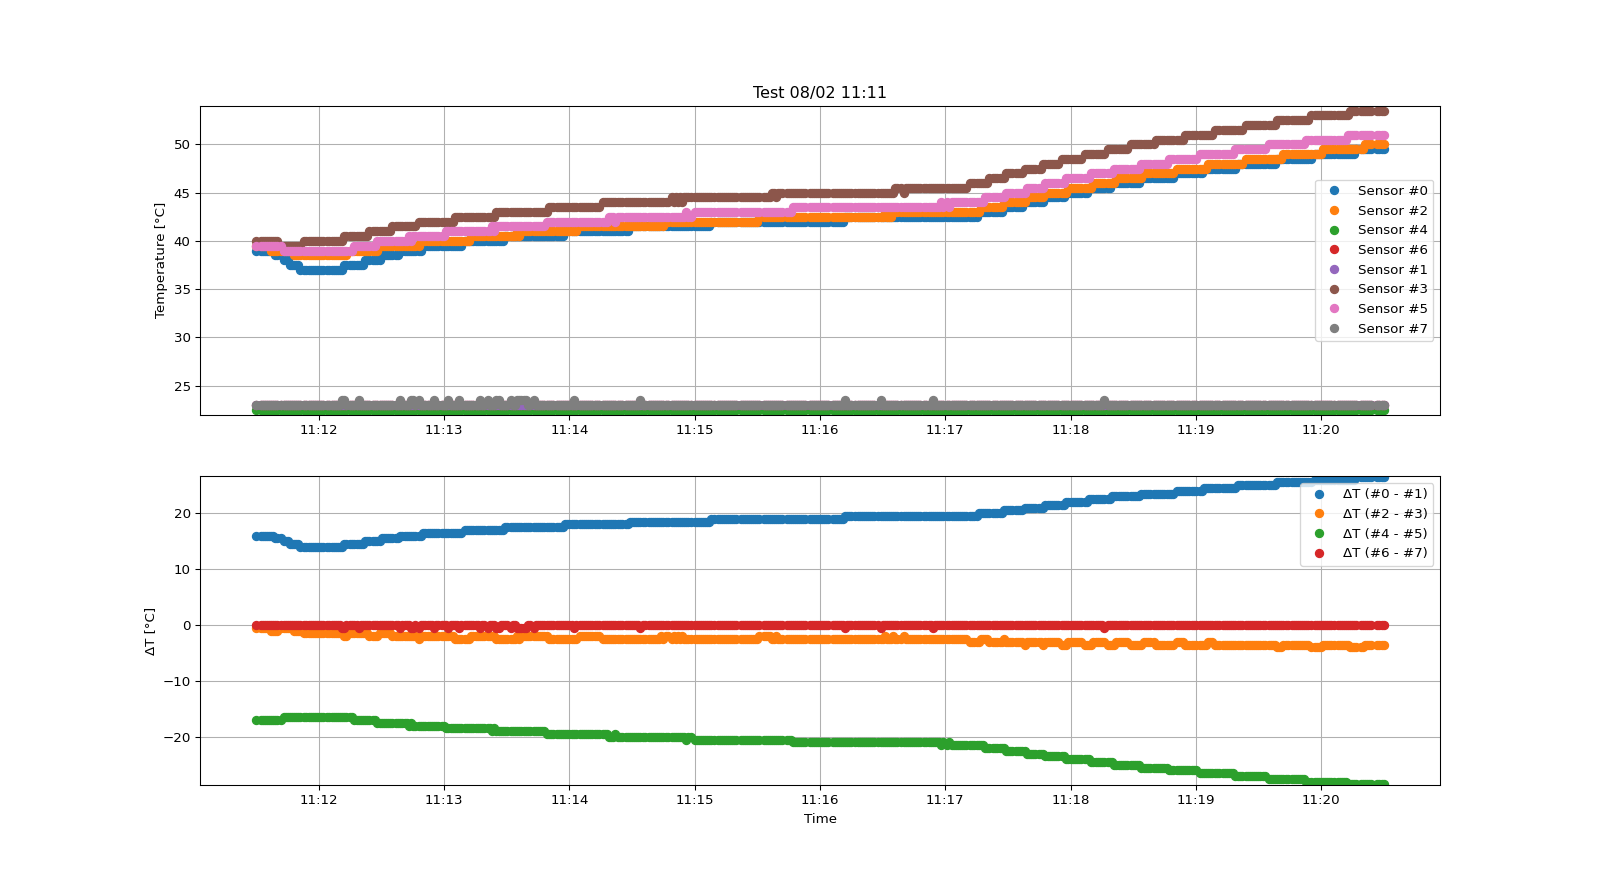 Test 08/02 11:11
Temperature [°C]
50
45
40
35
30
25
Sensor #0
Sensor #2
Sensor #4
Sensor #6
Sensor #1
Sensor #3
Sensor #5
Sensor #7
11:12 11:13 11:14 11:15 11:16 11:17 11:18 11:19 11:20
ΔT [°C]
20
10
0
−10
−20
ΔT (#0 - #1)
ΔT (#2 - #3)
ΔT (#4 - #5)
ΔT (#6 - #7)
11:12 11:13 11:14 11:15 11:16 11:17 11:18 11:19 11:20
Time